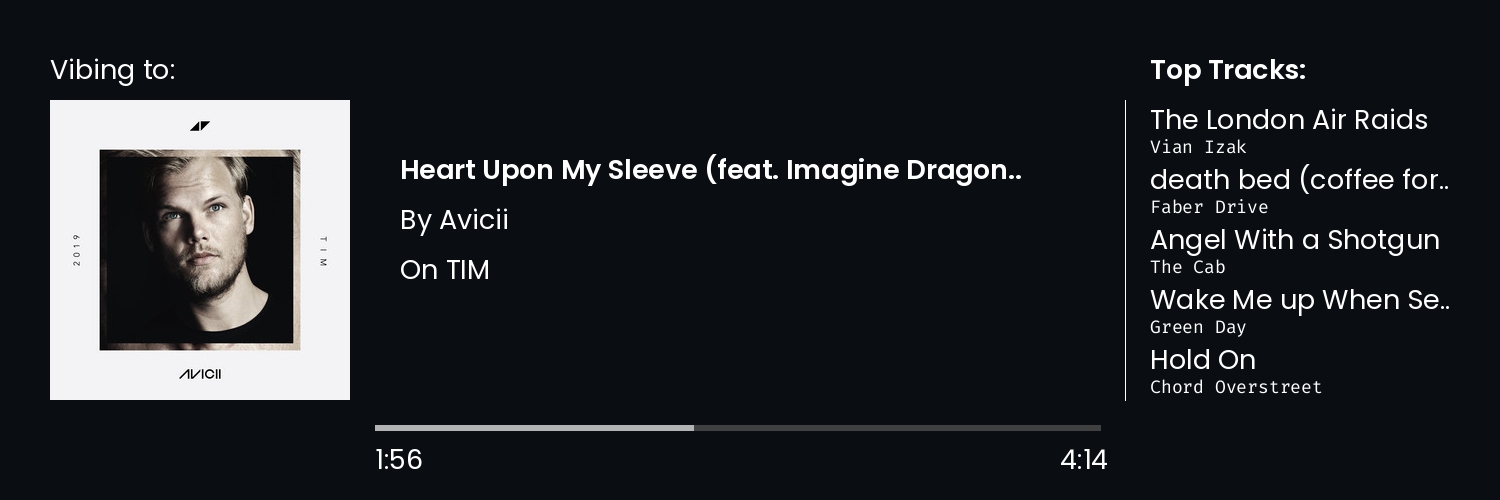 Vibing to:
2019
TIM
AVICII
Heart Upon My Sleeve (feat. Imagine Dragon..
By Avicii
On TIM
1:56
4:14
Top Tracks:
The London Air Raids
Vian Izak
death bed (coffee for..
Faber Drive
Angel With a Shotgun
The Cab
Wake Me up When Se..
Green Day
Hold On
Chord Overstreet